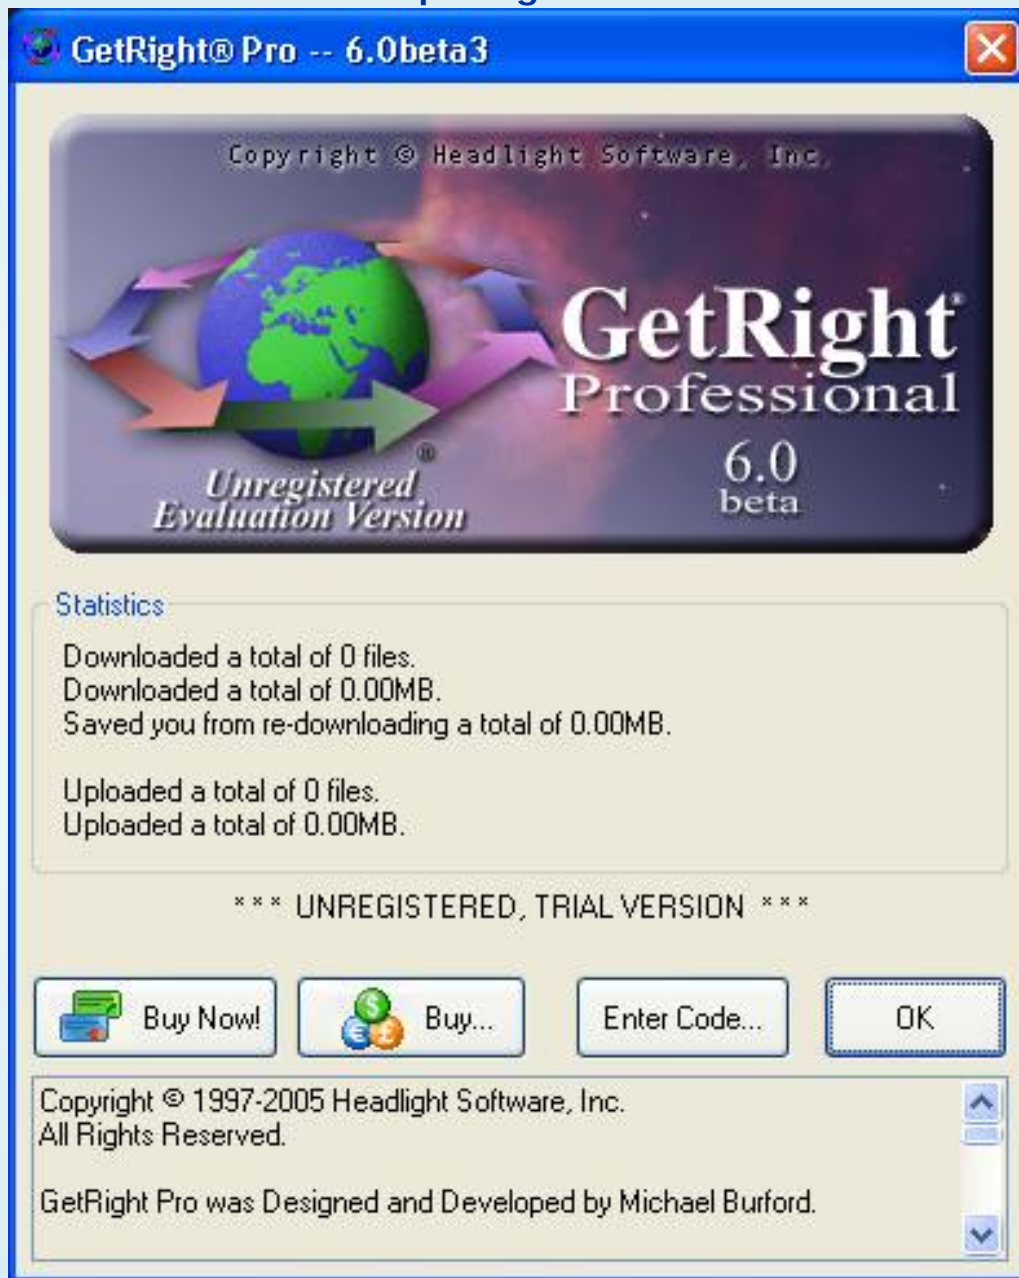 GetRight® Pro -- 6.0beta3
Copyright © Headlight Software, Inc.
GetRight®
Professional
6.0
beta
®
Unregistered
Evaluation Version
Statistics
Downloaded a total of 0 files.
Downloaded a total of 0.00MB.
Saved you from re-downloading a total of 0.00MB.
Uploaded a total of 0 files.
Uploaded a total of 0.00MB.
*** UNREGISTERED, TRIAL VERSION ***
Buy Now! Buy... Enter Code... OK
Copyright © 1997-2005 Headlight Software, Inc.
All Rights Reserved.
GetRight Pro was Designed and Developed by Michael Burford.